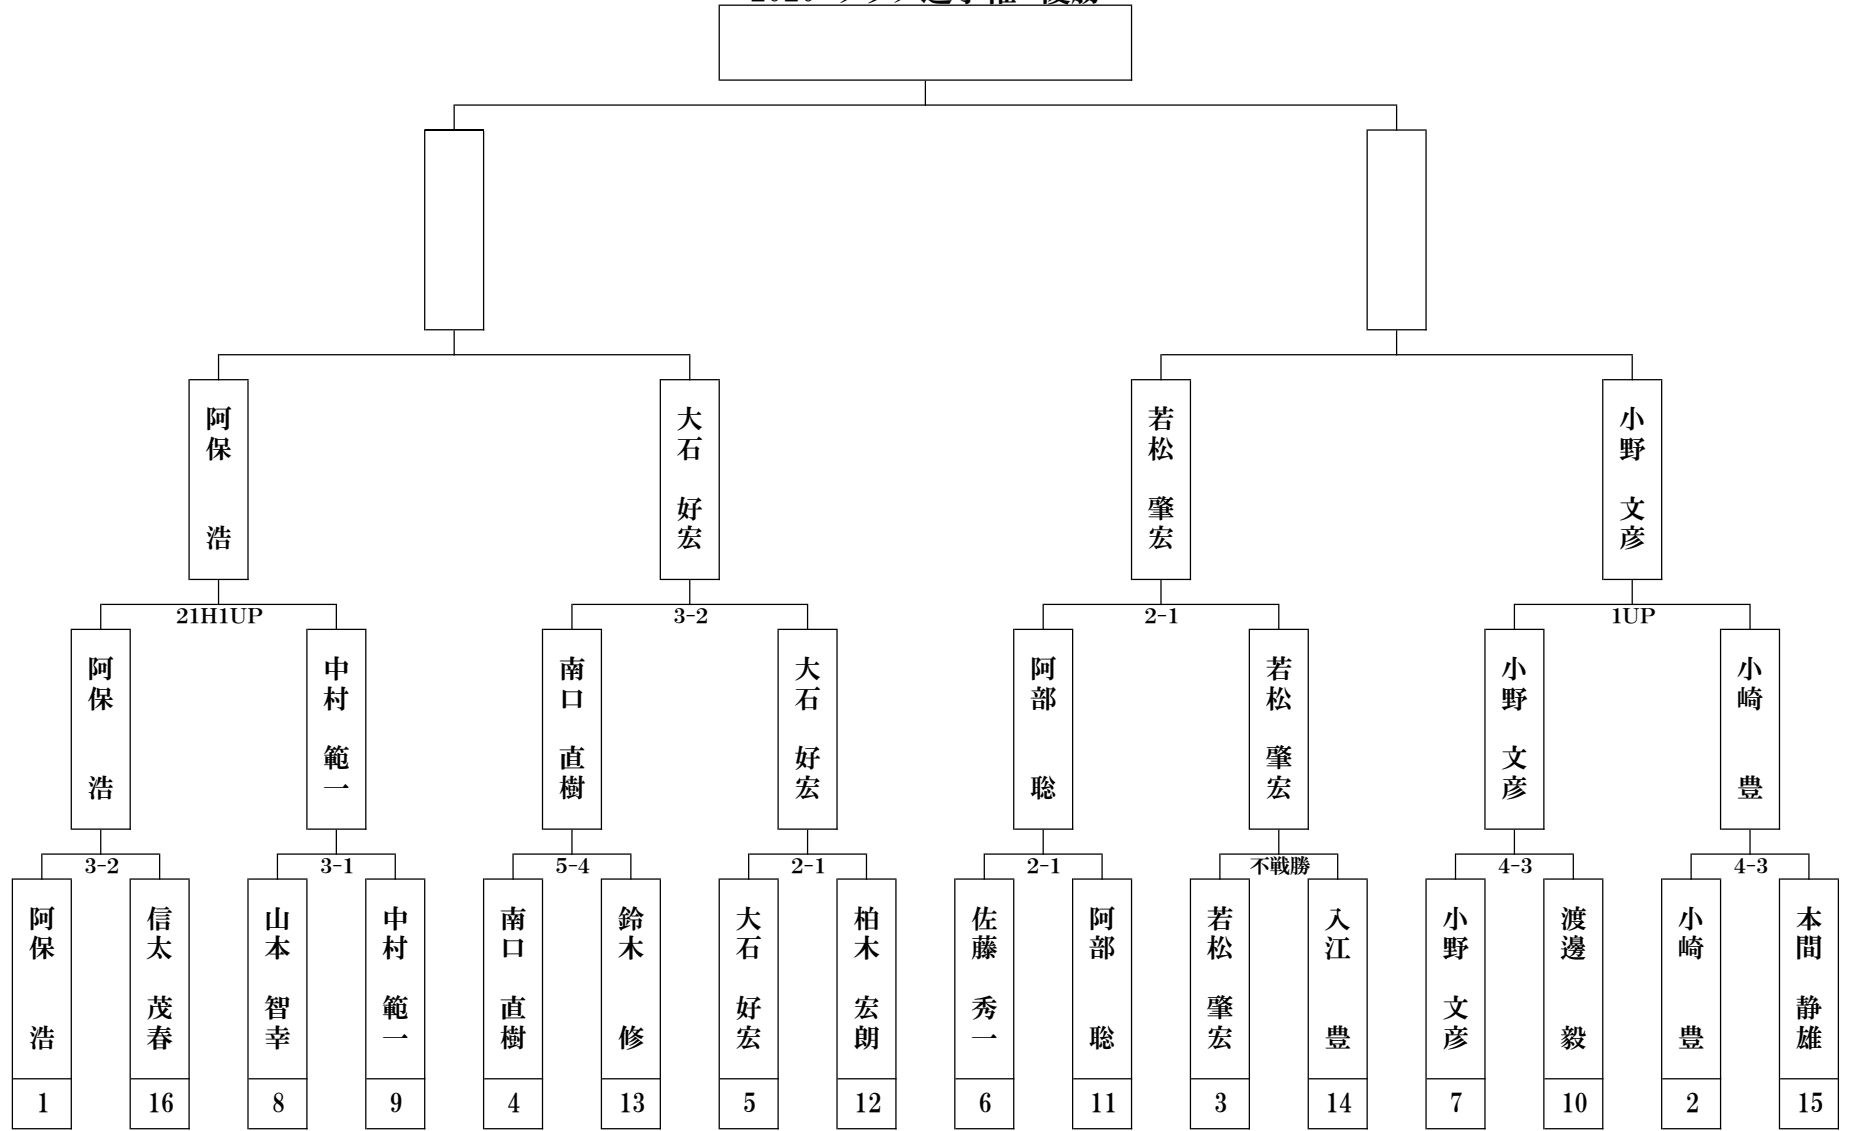 選手権 優勝
阿保 浩
大石 好宏
若松 肇宏
小野 文彦
21H1UP
3-2
2-1
1UP
阿保 浩
中村 範一
南口 直樹
大石 好宏
阿部 聡
若松 肇宏
小野 文彦
小崎 豊
3-2
3-1
5-4
2-1
2-1
不戦勝
4-3
4-3
阿保 浩
信太 茂春
山本 智幸
中村 範一
南口 直樹
鈴木 修
大石 好宏
柏木 宏朗
佐藤 秀一
阿部 聡
若松 肇宏
入江 豊
小野 文彦
渡邊 毅
小崎 豊
本間 静雄
1
16
8
9
4
13
5
12
6
11
3
14
7
10
2
15